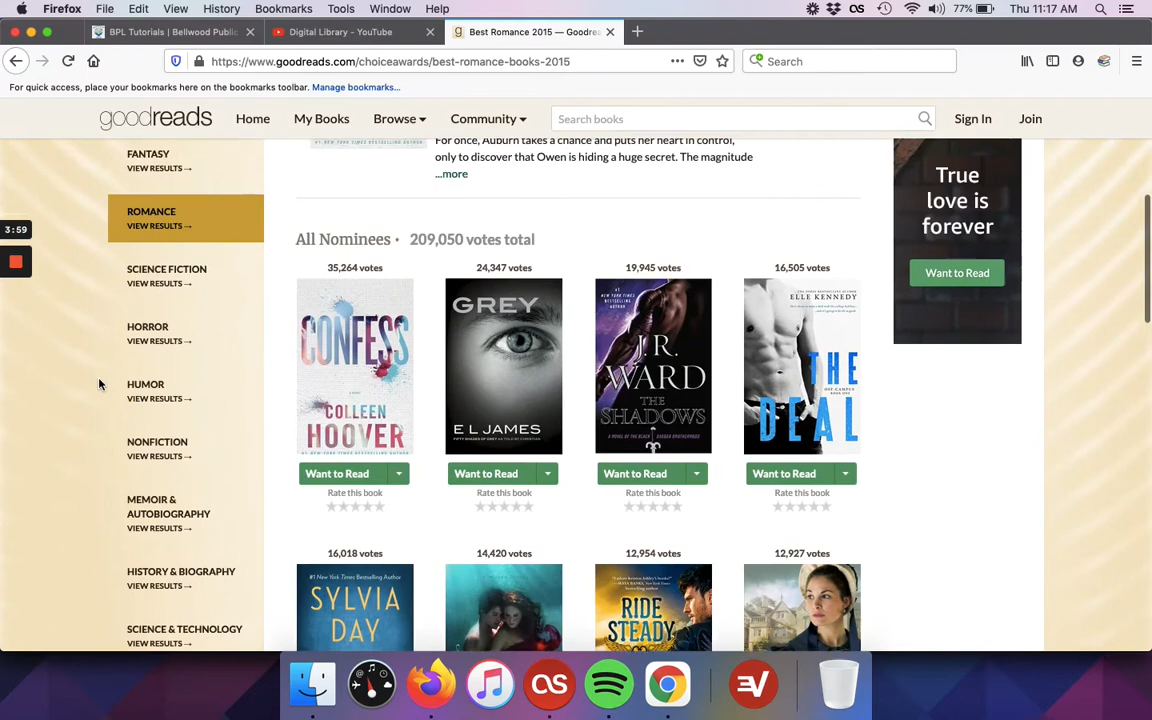 Firefox File Edit View History Bookmarks Tools Window Help 77% Thu 11:17 AM
BPL Tutorials | Bellwood Public
Digital Library - YouTube
Best Romance 2015 — Goodrea
https://www.goodreads.com/choiceawards/best-romance-books-2015
Search
For quick access, place your bookmarks here on the bookmarks toolbar. Manage bookmarks...
goodreads Home My Books Browse Community Search books Sign In Join
FANTASY
VIEW RESULTS →
ROMANCE
VIEW RESULTS →
3:59
SCIENCE FICTION
VIEW RESULTS →
HORROR
VIEW RESULTS →
HUMOR
VIEW RESULTS →
NONFICTION
VIEW RESULTS →
MEMOIR &
AUTOBIOGRAPHY
VIEW RESULTS →
HISTORY & BIOGRAPHY
VIEW RESULTS →
SCIENCE & TECHNOLOGY
VIEW RESULTS →
For once, Auburn takes a chance and puts her heart in control,
only to discover that Owen is hiding a huge secret. The magnitude
...more
All Nominees · 209,050 votes total
35,264 votes
24,347 votes
19,945 votes
16,505 votes
CONFESS
COLLEEN
HOOVER
GREY
E L JAMES
J.R.
WARD
THE
SHADOWS
ELLE KENNEDY
THE
DEAL
Want to Read
Want to Read
Want to Read
Want to Read
Rate this book
Rate this book
Rate this book
Rate this book
16,018 votes
14,420 votes
12,954 votes
12,927 votes
#1 New York Times Bestselling Author
SYLVIA
DAY
RIDE
STEADY
True
love is
forever
Want to Read